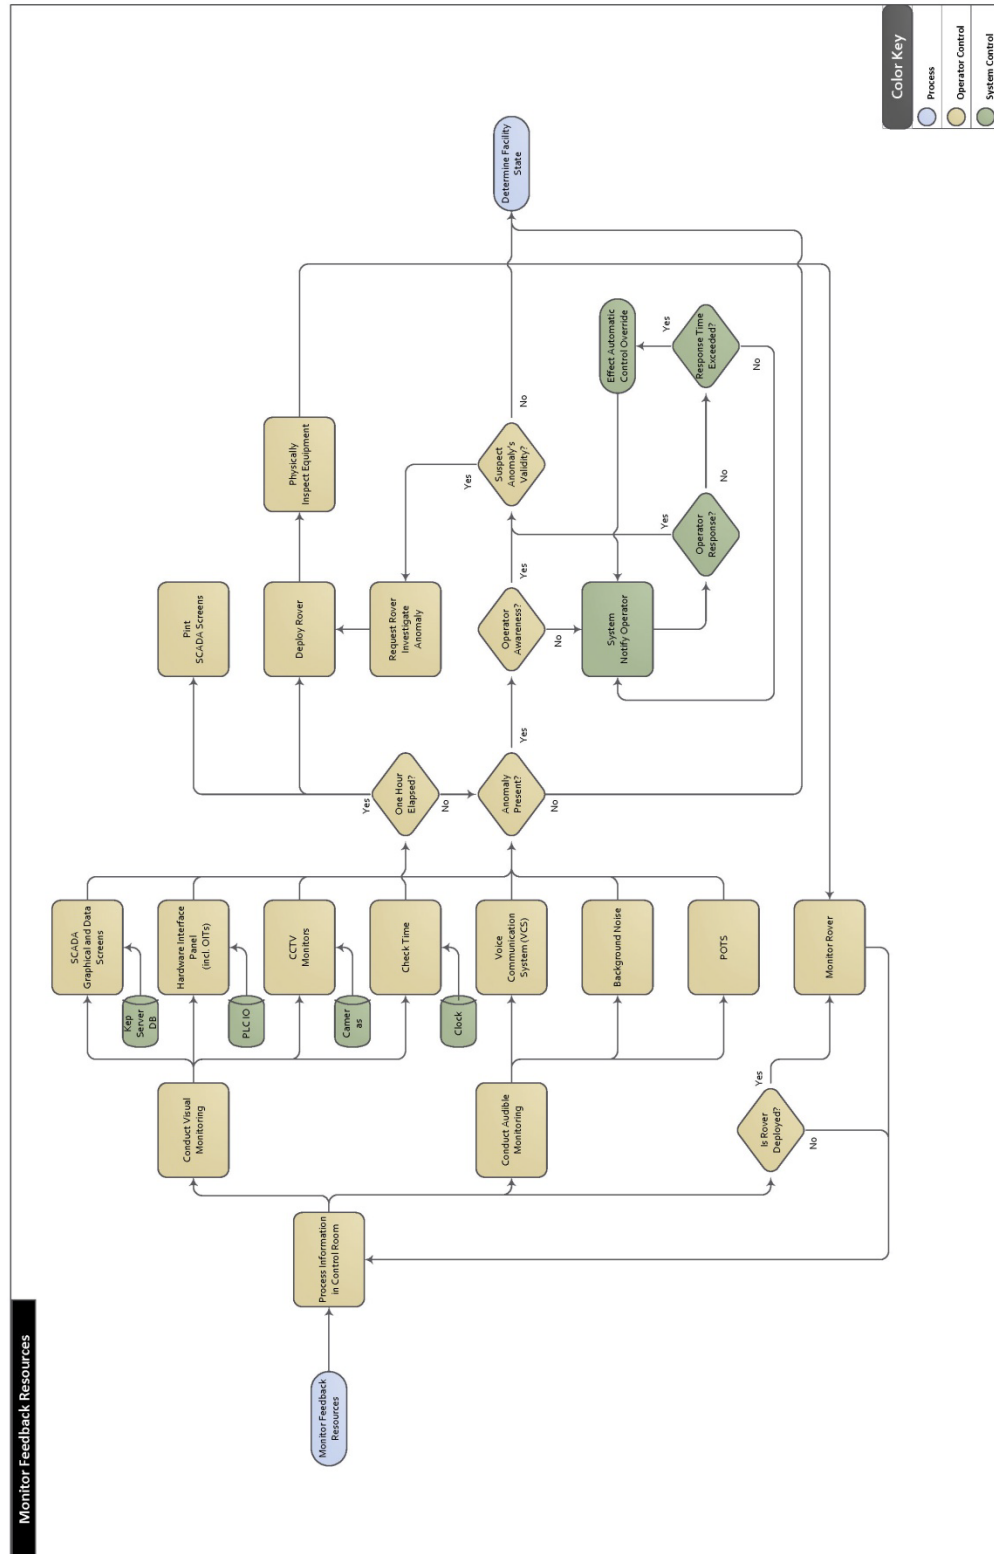 Monitor Feedback Resources
Monitor Feedback
Resources
Process Information
in Control Room
Conduct Visual
Monitoring
Conduct Audible
Monitoring
Is Rover
Deployed?
Yes
No
Kep
Server
DB
PLC IO
Camer
as
Clock
SCADA
Graphical and Data
Screens
Hardware Interface
Panel
(incl. OITs)
CCTV
Monitors
Check Time
Voice
Communication
System (VCS)
Background Noise
POTS
Monitor Rover
One Hour
Elapsed?
Yes
No
Anomaly
Present?
Yes
No
Pint
SCADA Screens
Deploy Rover
Request Rover
Investigate
Anomaly
Operator
Awareness?
Yes
No
System
Notify Operator
Physically
Inspect Equipment
Suspect
Anomaly's
Validity?
Yes
No
Operator
Response?
Yes
No
Effect Automatic
Control Override
Response Time
Exceeded?
Yes
No
Determine Facility
State
Color Key
Process
Operator Control
System Control